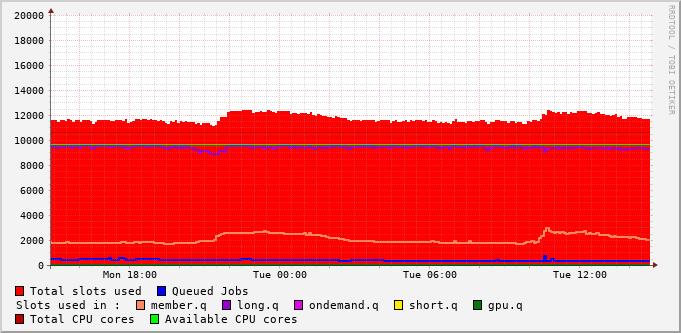 20000
18000
16000
14000
12000
10000
8000
6000
4000
2000
0
Mon 18:00 Tue 00:00 Tue 06:00 Tue 12:00
RRDTOOL / TOBI OETIKER
Total slots used Queued Jobs
Slots used in : member.q long.q ondemand.q short.q gpu.q
Total CPU cores Available CPU cores